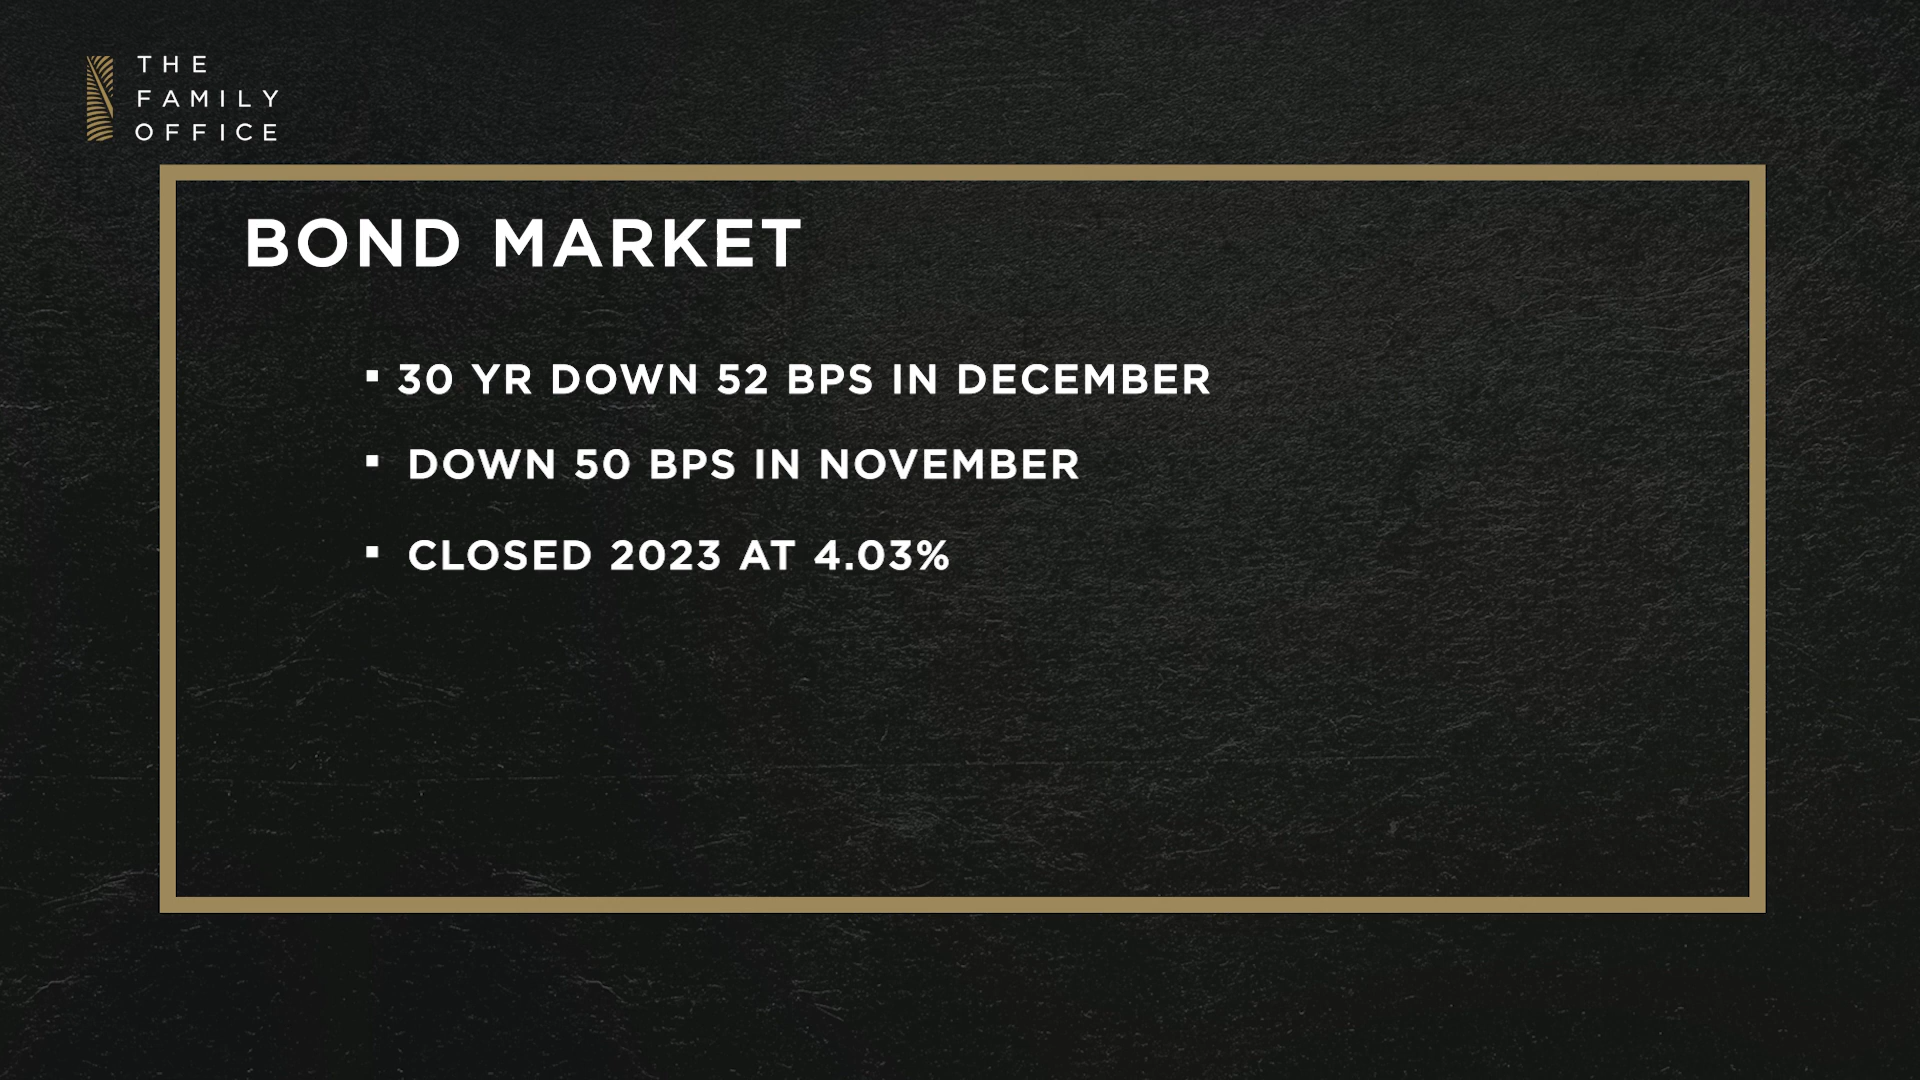 THE
FAMILY
OFFICE
BOND MARKET
▪ 30 YR DOWN 52 BPS IN DECEMBER
▪ DOWN 50 BPS IN NOVEMBER
▪ CLOSED 2023 AT 4.03%